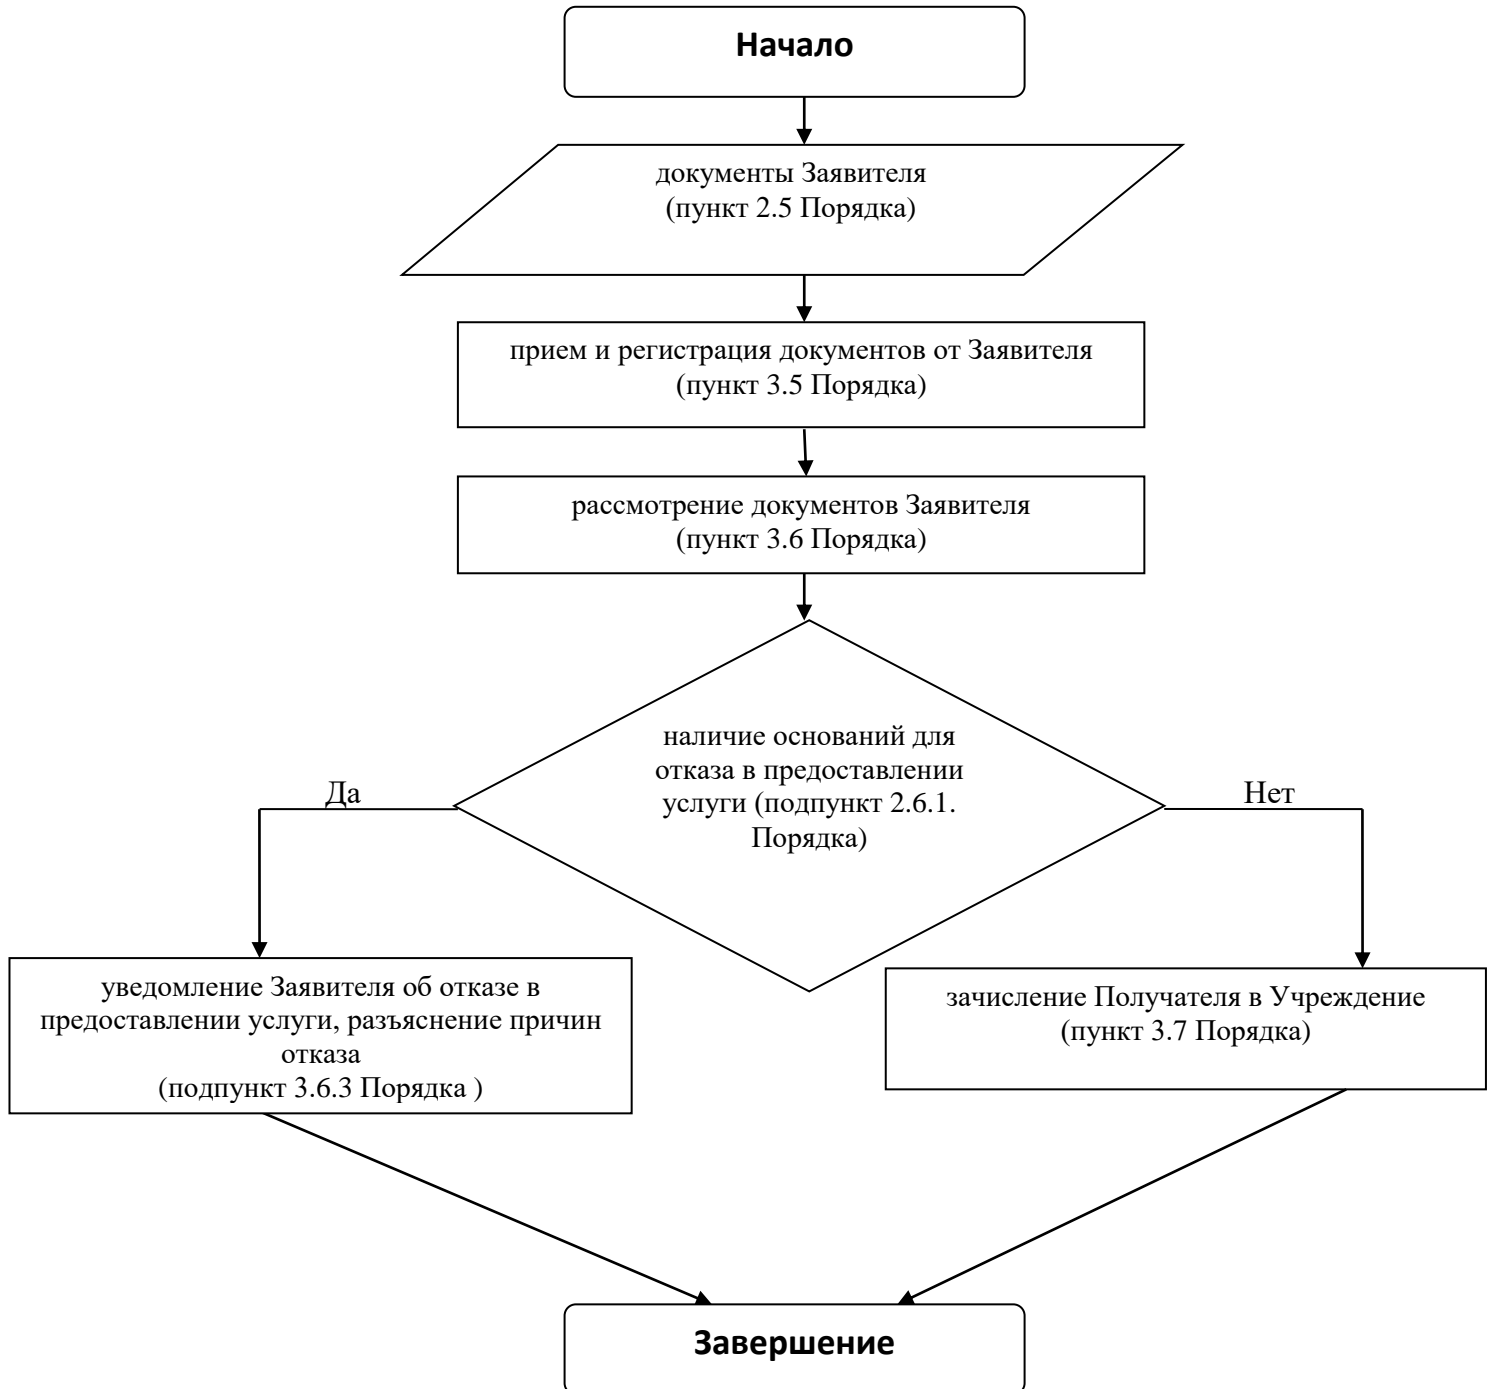 Начало
документы Заявителя
(пункт 2.5 Порядка)
прием и регистрация документов от Заявителя
(пункт 3.5 Порядка)
рассмотрение документов Заявителя
(пункт 3.6 Порядка)
наличие оснований для
отказа в предоставлении
услуги (подпункт 2.6.1.
Порядка)
Да
Нет
уведомление Заявителя об отказе в
предоставлении услуги, разъяснение причин
отказа
(подпункт 3.6.3 Порядка )
зачисление Получателя в Учреждение
(пункт 3.7 Порядка)
Завершение